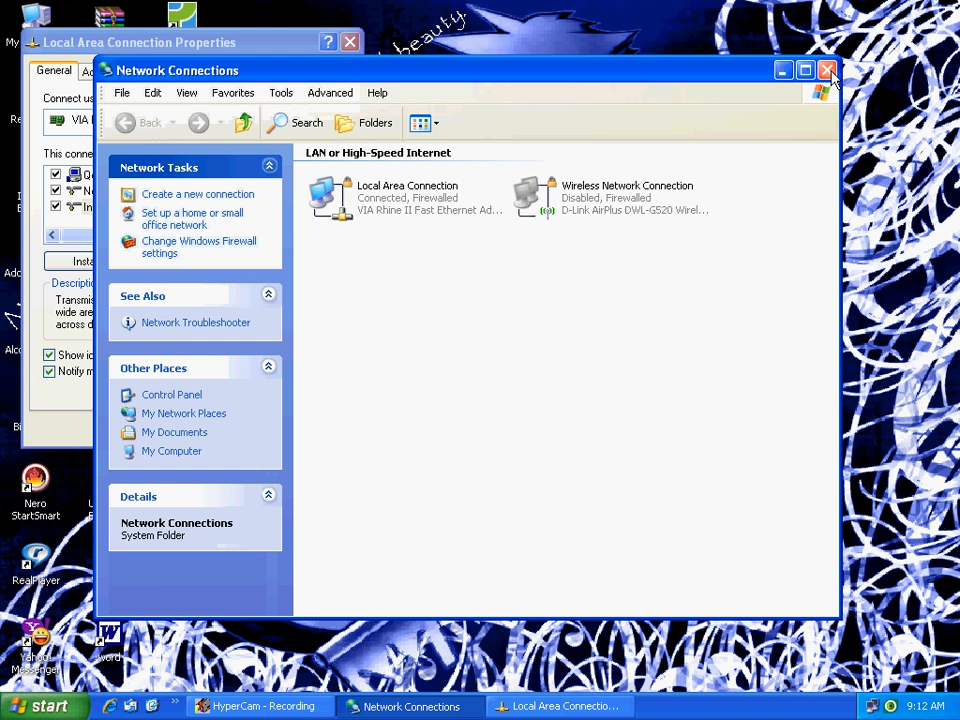 beauty
My
Local Area Connection Properties
General
Connect us
VIA
This conne
Install
Descriptio
Transmis
wide are
across d
Show ic
Notify m
Network Connections
File Edit View Favorites Tools Advanced Help
Back Search Folders
Network Tasks
Create a new connection
Set up a home or small
office network
Change Windows Firewall
settings
See Also
Network Troubleshooter
Other Places
Control Panel
My Network Places
My Documents
My Computer
Details
Network Connections
System Folder
LAN or High-Speed Internet
Local Area Connection
Connected, Firewalled
VIA Rhine II Fast Ethernet Ad...
Wireless Network Connection
Disabled, Firewalled
D-Link AirPlus DWL-G520 Wirel...
Nero
StartSmart
RealPlayer
Yahoo!
Messenger
word
start HyperCam - Recording Network Connections Local Area Connectio... 9:12 AM